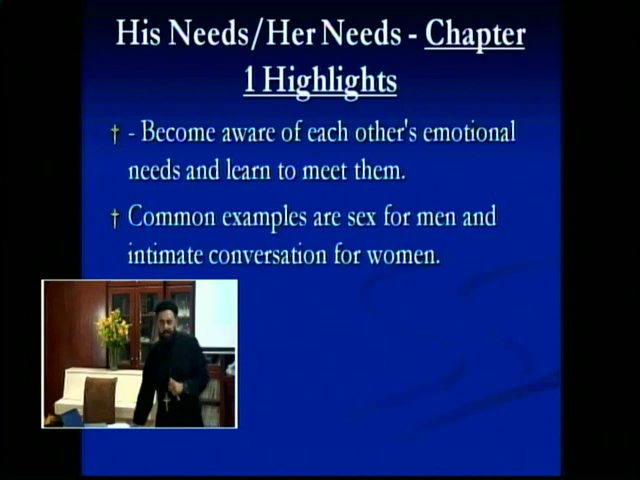 His Needs/Her Needs - Chapter
1 Highlights
† - Become aware of each other's emotional
needs and learn to meet them.
† Common examples are sex for men and
intimate conversation for women.